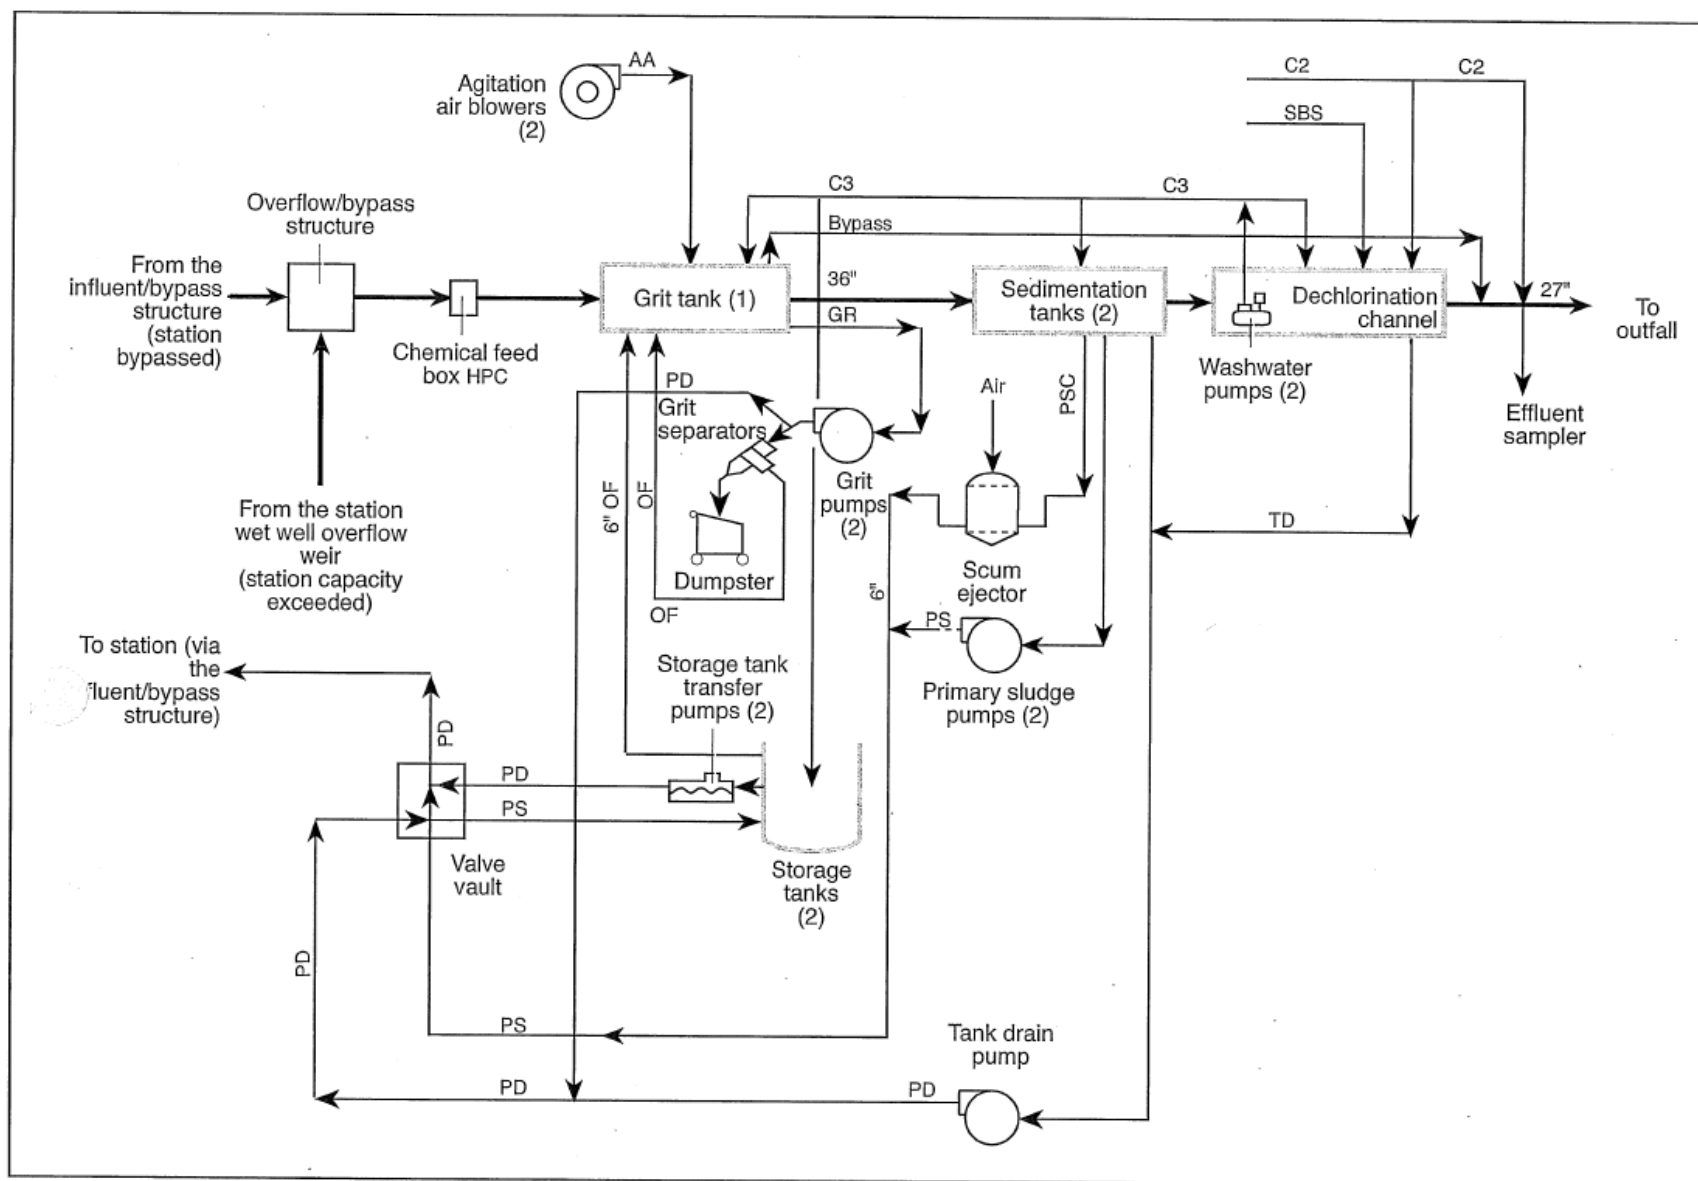 AA
Agitation
air blowers
(2)
C2
C2
SBS
C3
C3
Bypass
Overflow/bypass
structure
From the
influent/bypass
structure
(station
bypassed)
Chemical feed
box HPC
Grit tank (1)
36"
GR
Sedimentation
tanks (2)
Dechlorination
channel
27"
To
outfall
Washwater
pumps (2)
Effluent
sampler
PD
Grit
separators
Air
PSC
6" OF
OF
Grit
pumps
(2)
Dumpster
OF
TD
Scum
ejector
6"
PS
Primary sludge
pumps (2)
From the station
wet well overflow
weir
(station capacity
exceeded)
To station (via
the
fluent/bypass
structure)
Storage tank
transfer
pumps (2)
PD
PD
PS
Valve
vault
Storage
tanks
(2)
PD
PS
Tank drain
pump
PD
PD